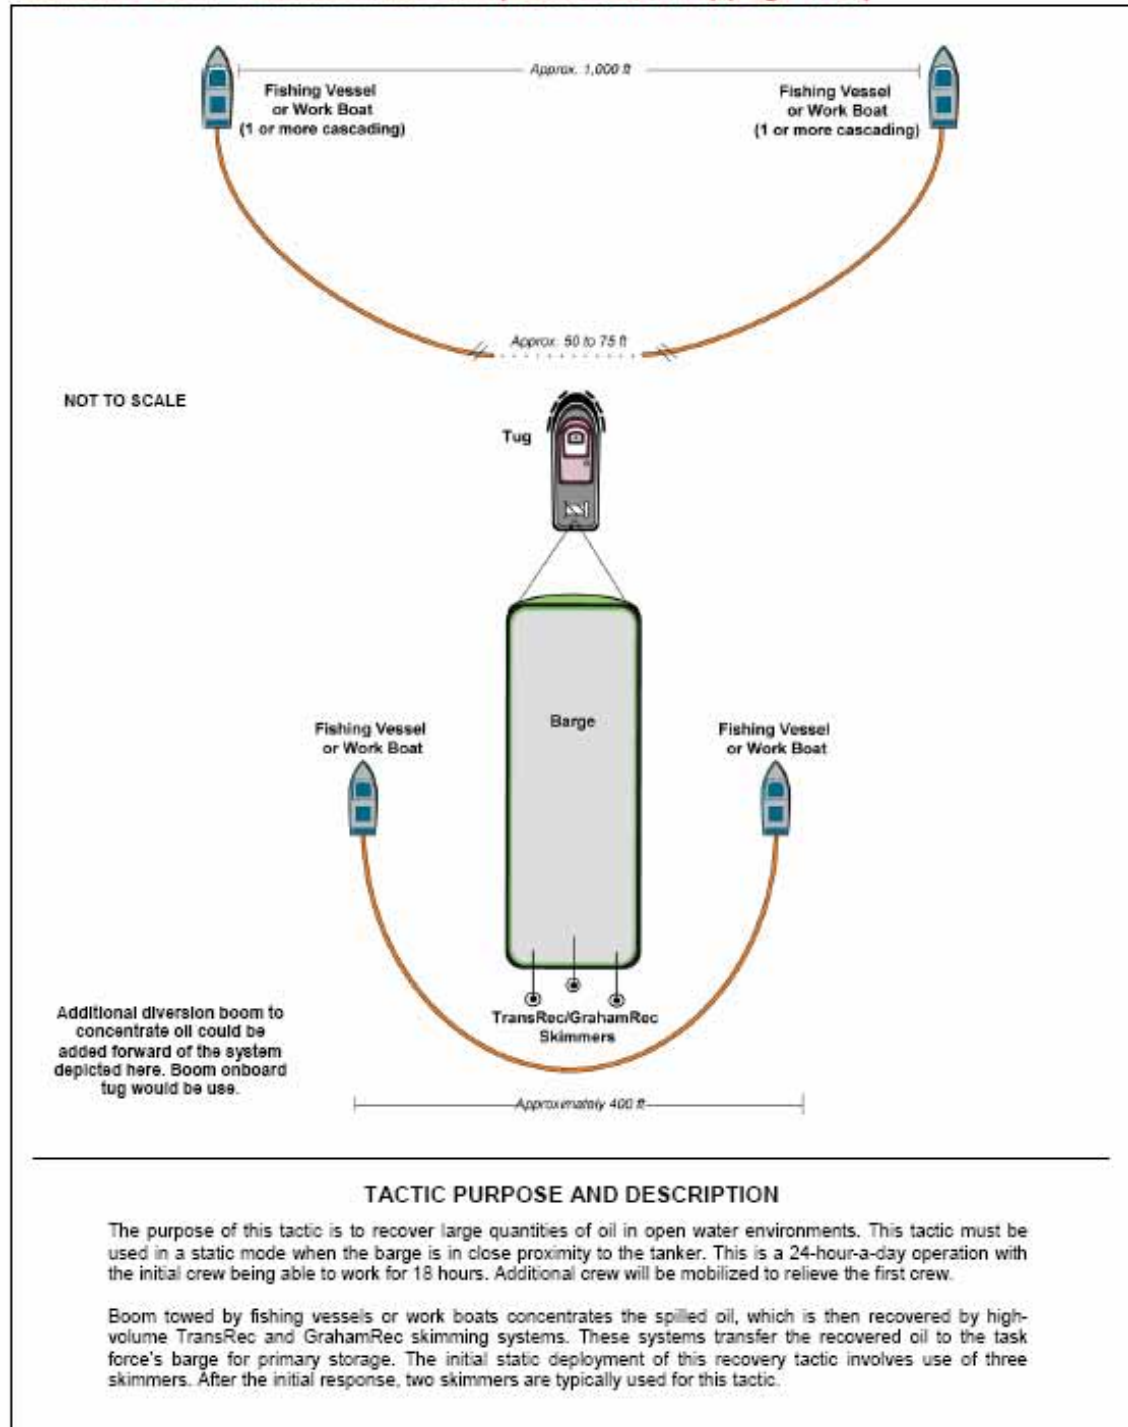 Approx. 1,000 ft
Fishing Vessel
or Work Boat
(1 or more cascading)
Fishing Vessel
or Work Boat
(1 or more cascading)
Approx. 50 to 75 ft
NOT TO SCALE
Tug
Barge
Fishing Vessel
or Work Boat
Fishing Vessel
or Work Boat
TransRec/GrahamRec
Skimmers
Additional diversion boom to
concentrate oil could be
added forward of the system
depicted here. Boom onboard
tug would be use.
Approximately 400 ft
TACTIC PURPOSE AND DESCRIPTION
The purpose of this tactic is to recover large quantities of oil in open water environments. This tactic must be
used in a static mode when the barge is in close proximity to the tanker. This is a 24-hour-a-day operation with
the initial crew being able to work for 18 hours. Additional crew will be mobilized to relieve the first crew.
Boom towed by fishing vessels or work boats concentrates the spilled oil, which is then recovered by high-
volume TransRec and GrahamRec skimming systems. These systems transfer the recovered oil to the task
force's barge for primary storage. The initial static deployment of this recovery tactic involves use of three
skimmers. After the initial response, two skimmers are typically used for this tactic.